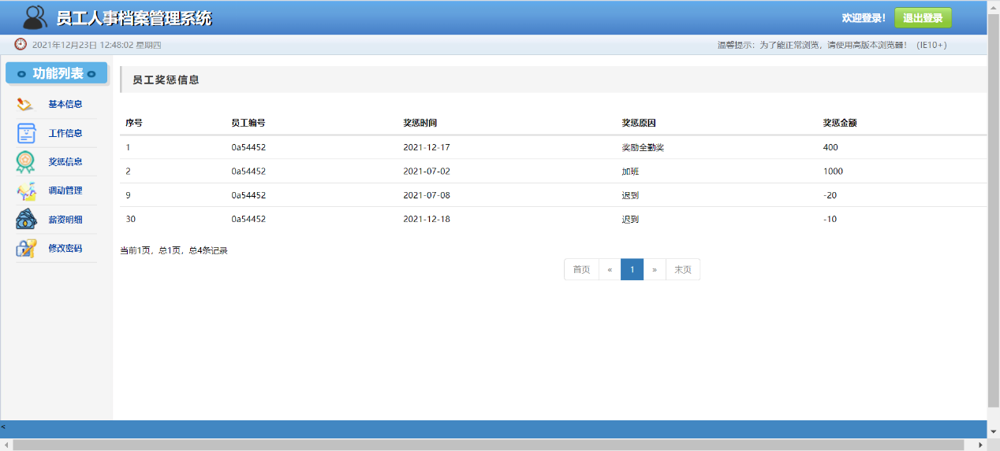 员工人事档案管理系统
欢迎登录! 退出登录
2021年12月23日 12:48:02 星期四
温馨提示：为了能正常浏览，请使用高版本浏览器！ (IE10+)
功能列表
基本信息
工作信息
奖惩信息
调动管理
薪资明细
修改密码
员工奖惩信息
序号 员工编号 奖惩时间 奖惩原因 奖惩金额
1 0a54452 2021-12-17 奖励全勤奖 400
2 0a54452 2021-07-02 加班 1000
9 0a54452 2021-07-08 迟到 -20
30 0a54452 2021-12-18 迟到 -10
当前1页，总1页，总4条记录
首页 « 1 » 末页
<